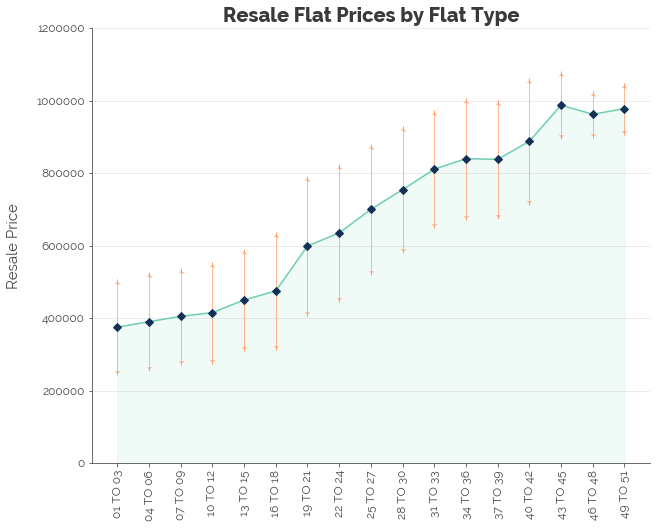 Resale Flat Prices by Flat Type
1200000
1000000
800000
600000
400000
200000
0
Resale Price
01 TO 03
04 TO 06
07 TO 09
10 TO 12
13 TO 15
16 TO 18
19 TO 21
22 TO 24
25 TO 27
28 TO 30
31 TO 33
34 TO 36
37 TO 39
40 TO 42
43 TO 45
46 TO 48
49 TO 51